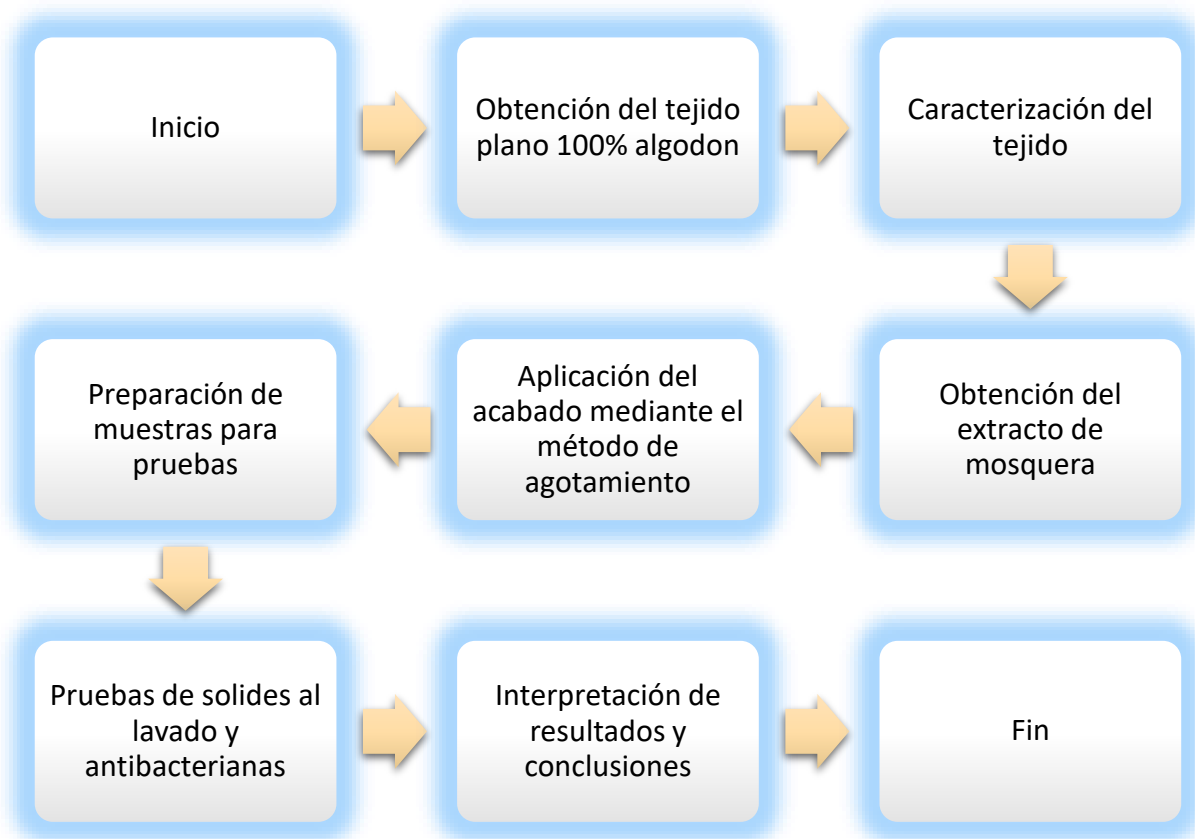 Inicio
Obtención del tejido
plano 100% algodon
Caracterización del
tejido
Obtención del
extracto de
mosquera
Aplicación del
acabado mediante el
método de
agotamiento
Preparación de
muestras para
pruebas
Pruebas de solides al
lavado y
antibacterianas
Interpretación de
resultados y
conclusiones
Fin